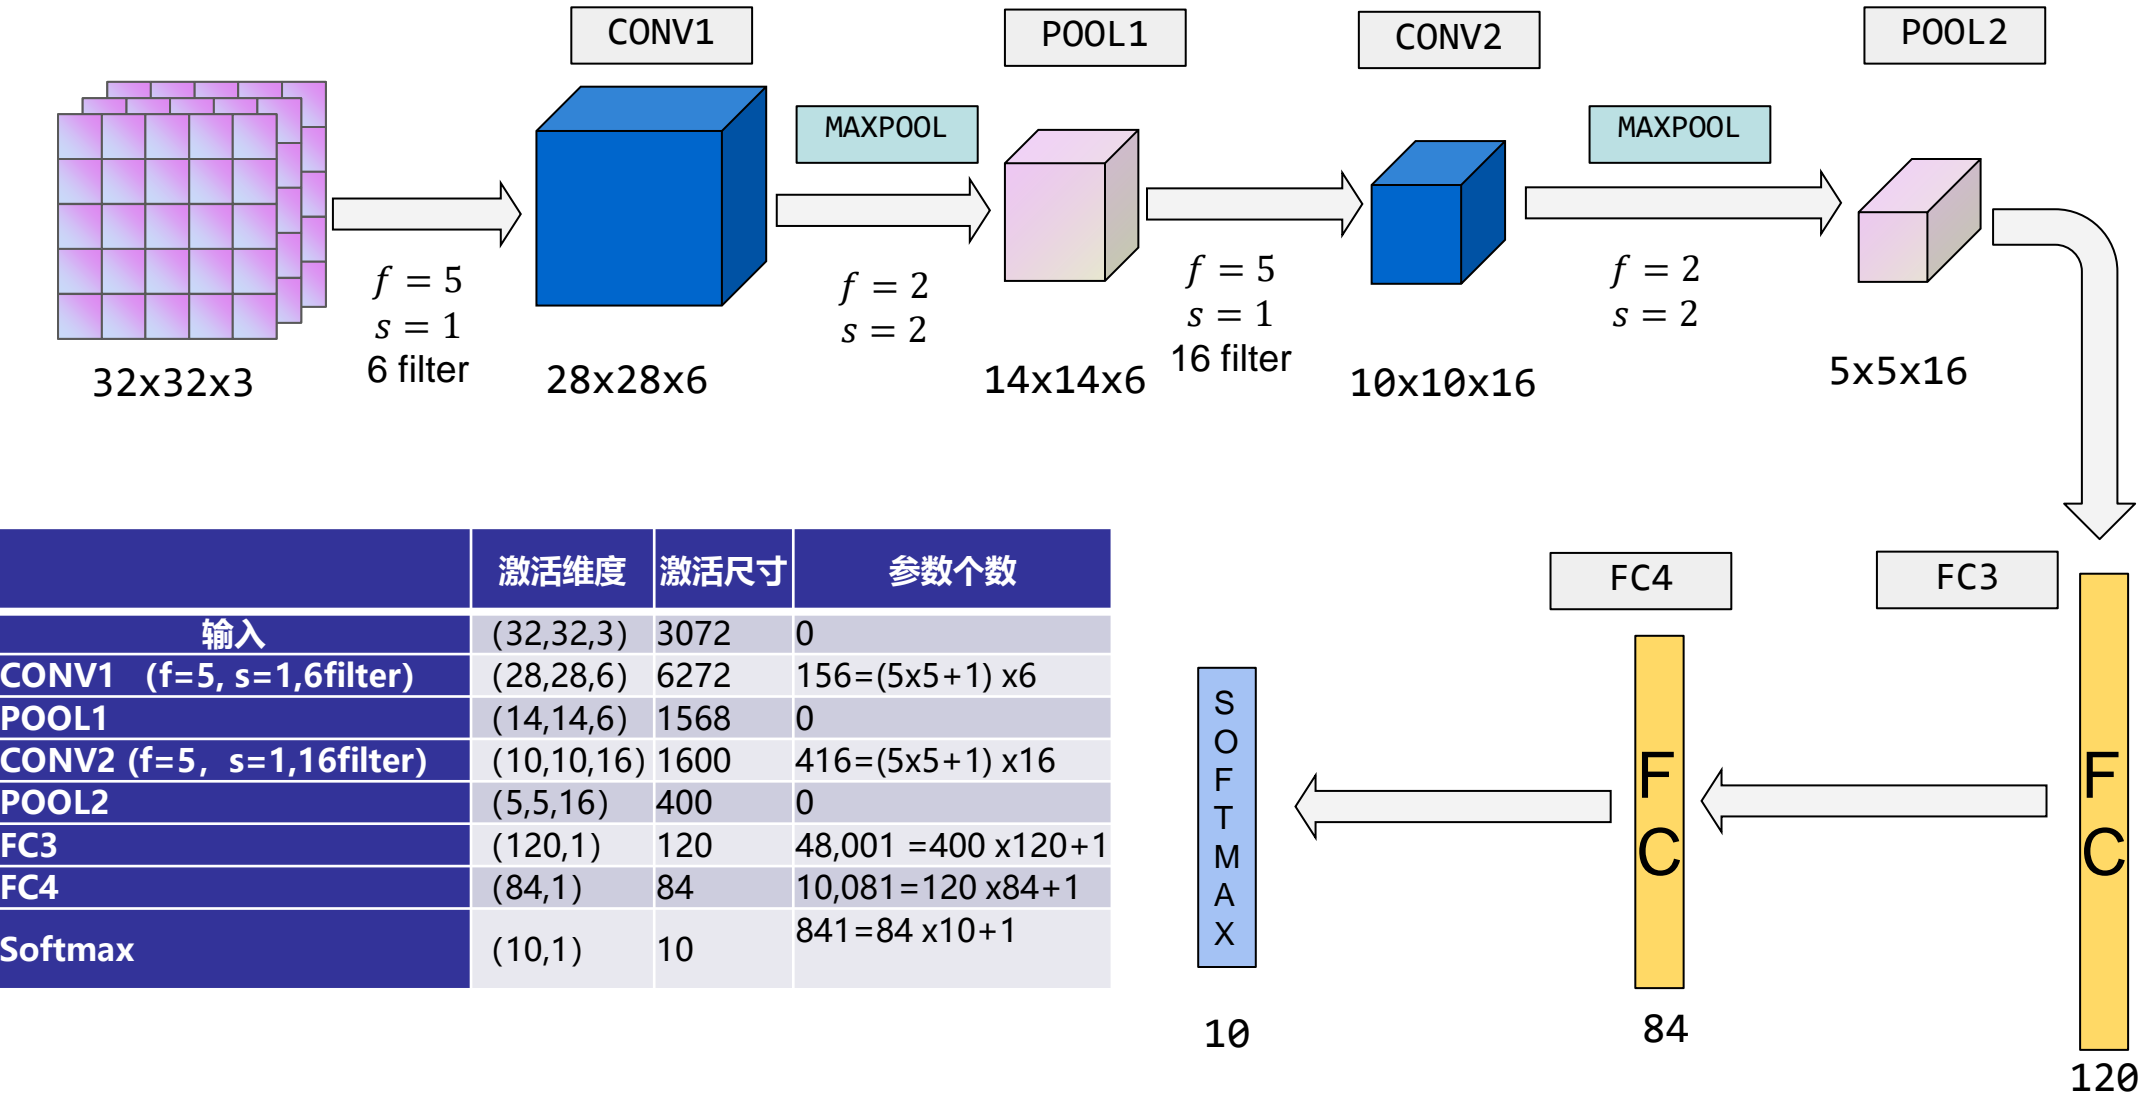 CONV1
POOL1
CONV2
POOL2
MAXPOOL
MAXPOOL
f = 5
s = 1
6 filter
f = 2
s = 2
f = 5
s = 1
16 filter
f = 2
s = 2
32x32x3
28x28x6
14x14x6
10x10x16
5x5x16
激活维度 激活尺寸 参数个数
输入 (32,32,3) 3072 0
CONV1 (f=5, s=1,6filter) (28,28,6) 6272 156=(5x5+1) x6
POOL1 (14,14,6) 1568 0
CONV2 (f=5, s=1,16filter) (10,10,16) 1600 416=(5x5+1) x16
POOL2 (5,5,16) 400 0
FC3 (120,1) 120 48,001 =400 x120+1
FC4 (84,1) 84 10,081=120 x84+1
Softmax (10,1) 10 841=84 x10+1
FC4
FC3
SOFTMAX
FC
FC
10
84
120